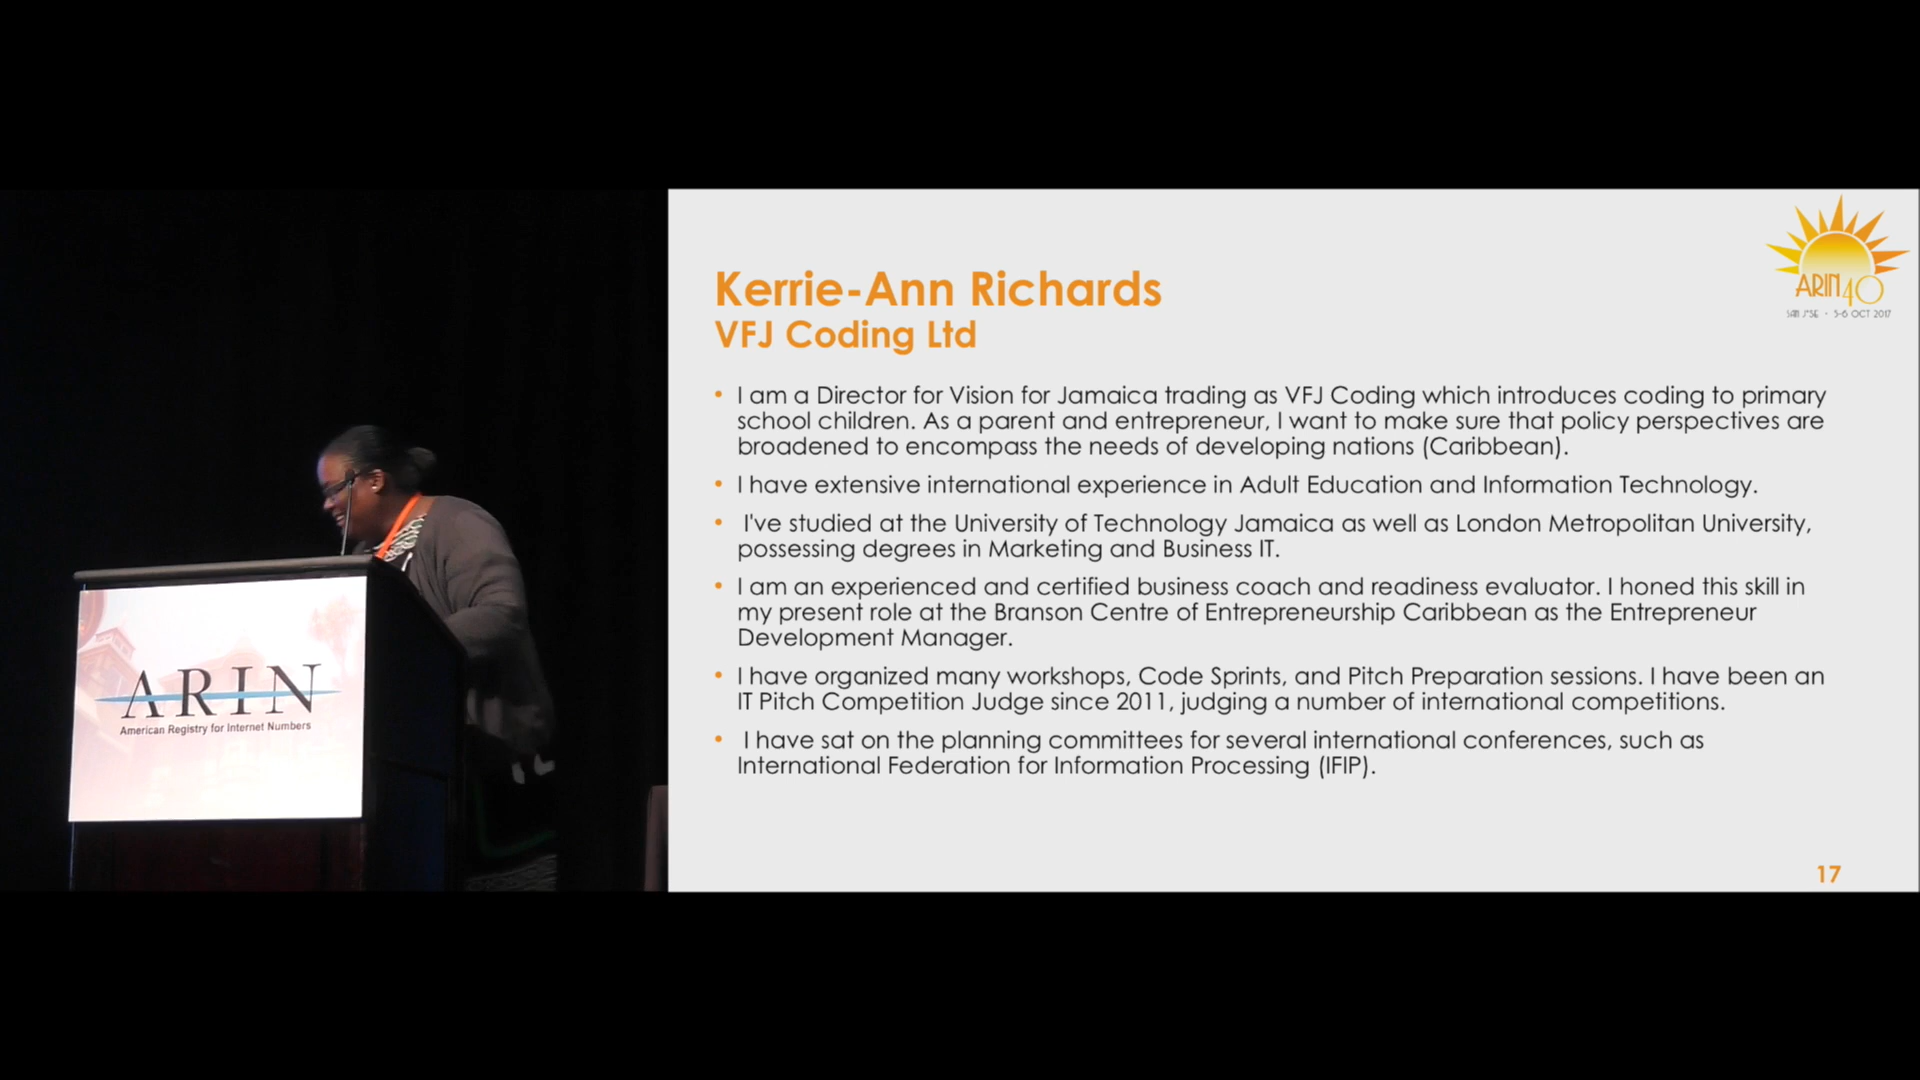 Kerrie-Ann Richards
VFJ Coding Ltd
• I am a Director for Vision for Jamaica trading as VFJ Coding which introduces coding to primary
school children. As a parent and entrepreneur, I want to make sure that policy perspectives are
broadened to encompass the needs of developing nations (Caribbean).
• I have extensive international experience in Adult Education and Information Technology.
• I've studied at the University of Technology Jamaica as well as London Metropolitan University,
possessing degrees in Marketing and Business IT.
• I am an experienced and certified business coach and readiness evaluator. I honed this skill in
my present role at the Branson Centre of Entrepreneurship Caribbean as the Entrepreneur
Development Manager.
• I have organized many workshops, Code Sprints, and Pitch Preparation sessions. I have been an
IT Pitch Competition Judge since 2011, judging a number of international competitions.
• I have sat on the planning committees for several international conferences, such as
International Federation for Information Processing (IFIP).
17
ARIN 40
SAN JOSE • 5-6 OCT 2017
ARIN
American Registry for Internet Numbers